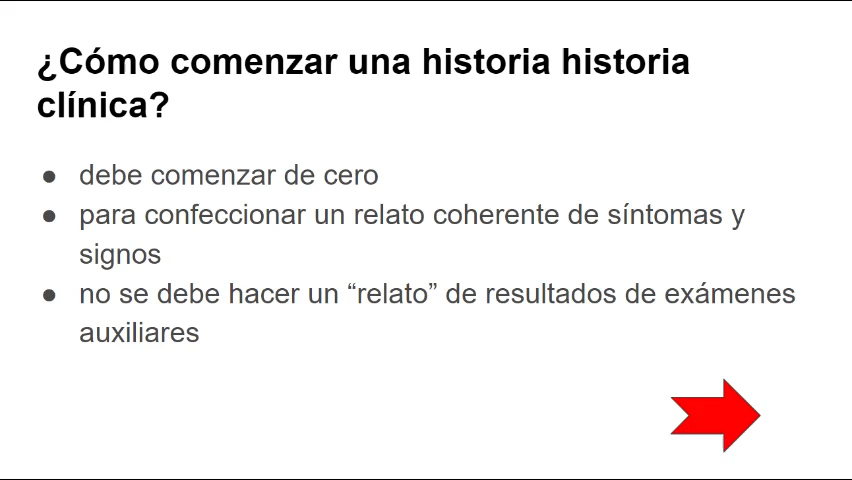 ¿Cómo comenzar una historia historia
clínica?
● debe comenzar de cero
● para confeccionar un relato coherente de síntomas y
signos
● no se debe hacer un “relato” de resultados de exámenes
auxiliares